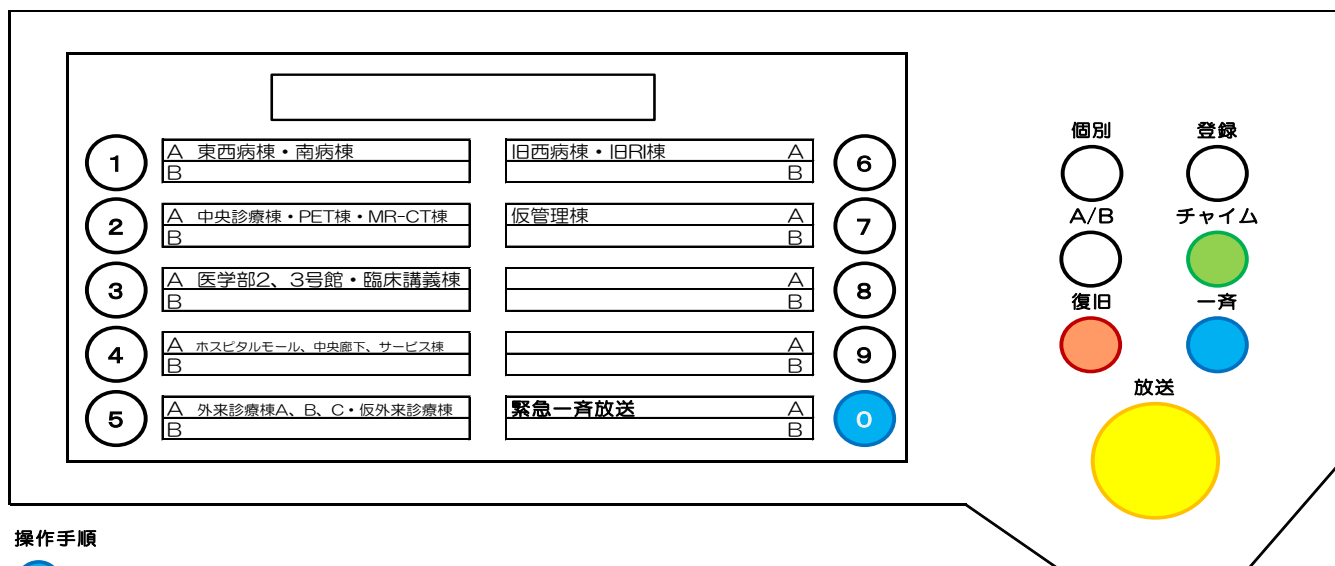 個別 登録
1 A 東西病棟・南病棟 旧西病棟・旧RI棟 A 6
B B
A/B チャイム
2 A 中央診療棟・PET棟・MR-CT棟 仮管理棟 A 7
B B
3 A 医学部2、3号館・臨床講義棟 A 8
B B
復旧 一斉
4 A ホスピタルモール、中央廊下、サービス棟 A 9
B B
放送
5 A 外来診療棟A、B、C・仮外来診療棟 緊急一斉放送 A 0
B B
操作手順